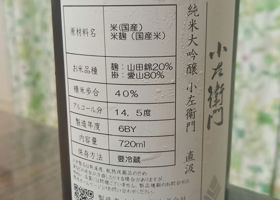 原材料名
米(国産)
米麹(国産米)
お米品種
麹:山田錦20%
掛:愛山80%
精米歩合
40%
アルコール分
14.5度
製造年度
6BY
内容量
720ml
保存方法
要冷蔵
純米大吟醸 小左衛門 直汲
小左衛門